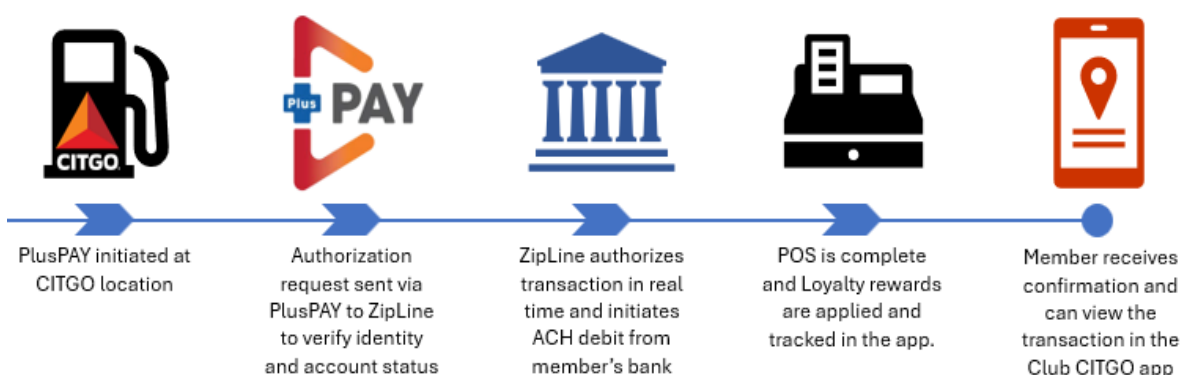 CITGO
Plus PAY
PlusPAY initiated at
CITGO location
Authorization
request sent via
PlusPAY to ZipLine
to verify identity
and account status
ZipLine authorizes
transaction in real
time and initiates
ACH debit from
member's bank
POS is complete
and Loyalty rewards
are applied and
tracked in the app.
Member receives
confirmation and
can view the
transaction in the
Club CITGO app